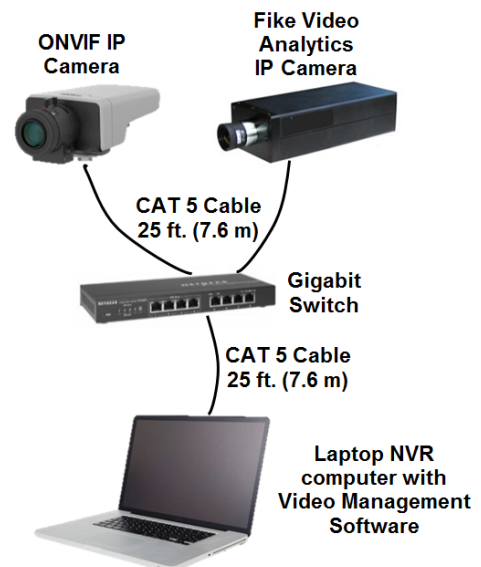 ONVIF IP
Camera
Fike Video
Analytics
IP Camera
CAT 5 Cable
25 ft. (7.6 m)
NETGEAR
Gigabit
Switch
CAT 5 Cable
25 ft. (7.6 m)
Laptop NVR
computer with
Video Management
Software